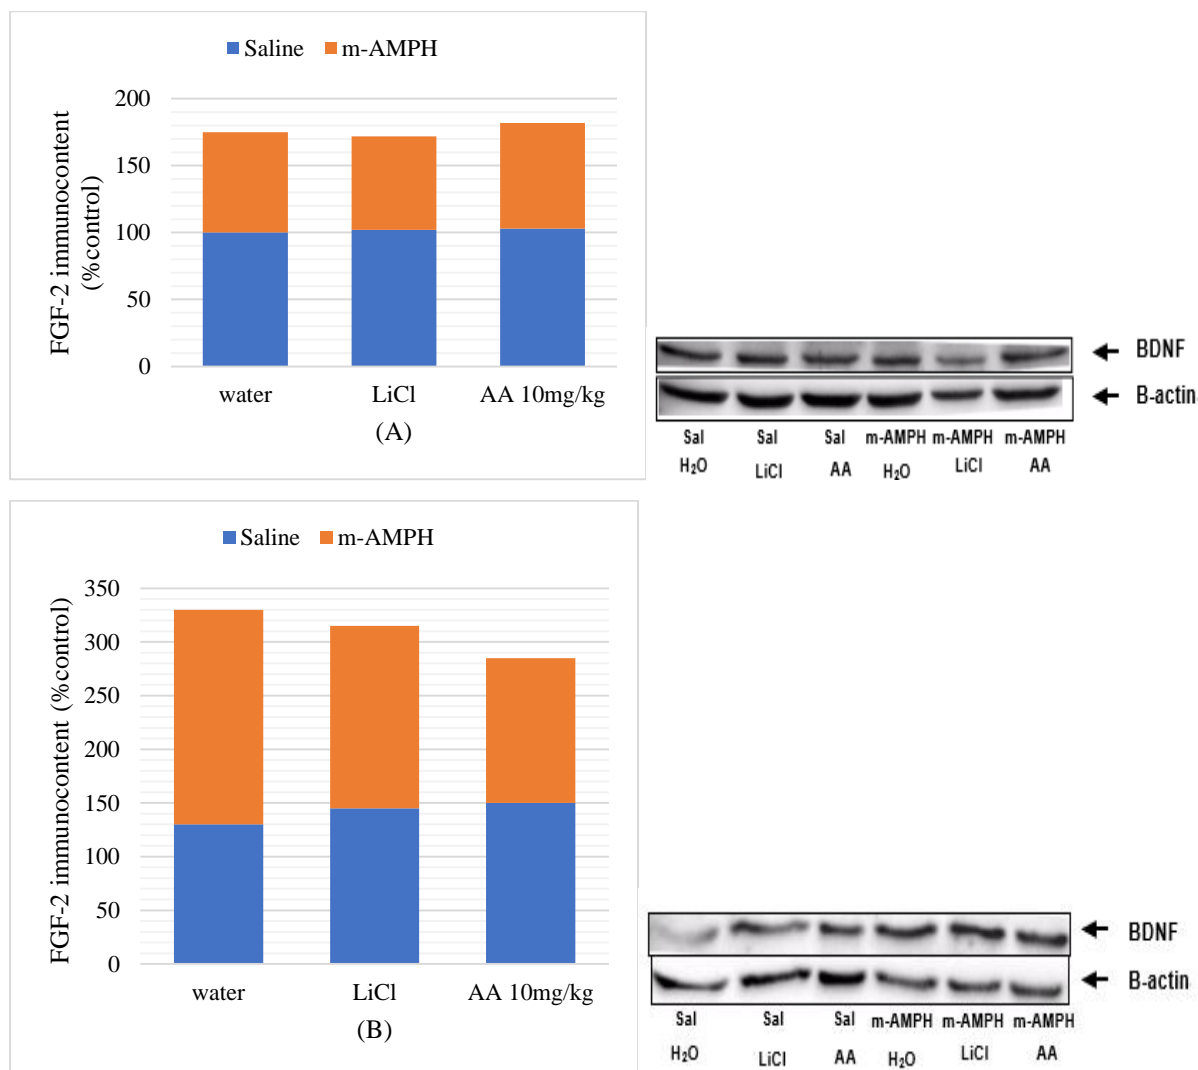 Saline m-AMPH
FGF-2 immunocontent
(%control)
200
150
100
50
0
water LiCl AA 10mg/kg
(A)
BDNF
B-actin
Sal Sal Sal m-AMPH m-AMPH m-AMPH
H₂O LiCl AA H₂O LiCl AA
Saline m-AMPH
FGF-2 immunocontent (%control)
350
300
250
200
150
100
50
0
water LiCl AA 10mg/kg
(B)
BDNF
B-actin
Sal Sal Sal m-AMPH m-AMPH m-AMPH
H₂O LiCl AA H₂O LiCl AA